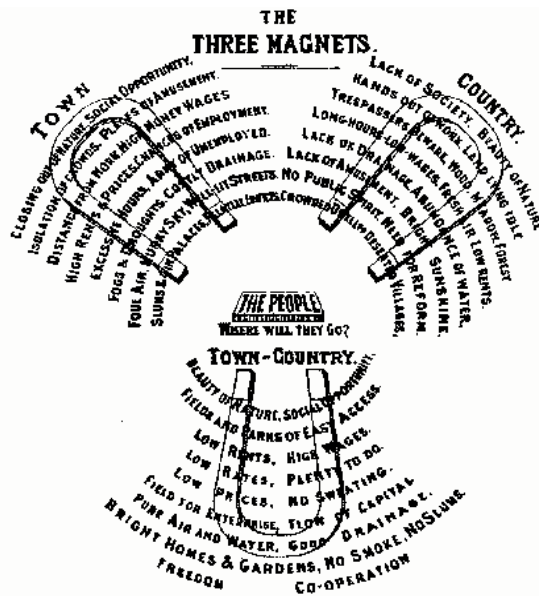 THE
THREE MAGNETS.
TOWN
CLOSING OUT OF NATURE. SOCIAL OPPORTUNITY.
ISOLATION OF CROWDS. PLACES OF AMUSEMENT.
DISTANCE FROM WORK. HIGH MONEY WAGES
HIGH RENTS & PRICES. CHANCES OF EMPLOYMENT.
EXCESSIVE HOURS. ARMY OF UNEMPLOYED.
FOGS & DROUGHTS. COSTLY DRAINAGE.
FOUL AIR. MURKY SKY. WELL-LIT STREETS.
SLUMS & GIN PALACES.
COUNTRY.
LACK OF SOCIETY. BEAUTY OF NATURE
HANDS OUT OF WORK. LAND LYING IDLE
TRESPASSERS BEWARE. WOOD, MEADOW, FOREST
LONG HOURS. LOW WAGES. FRESH AIR. LOW RENTS.
LACK OF DRAINAGE. ABUNDANCE OF WATER,
LACK OF AMUSEMENT. BRIGHT SUNSHINE,
NO PUBLIC SPIRIT. NEED FOR REFORM.
CROWDED DESERTED VILLAGES,
THE PEOPLE
WHERE WILL THEY GO?
TOWN-COUNTRY.
BEAUTY OF NATURE, SOCIAL OPPORTUNITY.
FIELDS AND PARKS OF EASY ACCESS.
LOW RENTS, HIGH WAGES.
LOW RATES, PLENTY TO DO.
LOW PRICES, NO SWEATING.
FIELD FOR ENTERPRISE, FLOW OF CAPITAL
PURE AIR AND WATER, GOOD DRAINAGE.
BRIGHT HOMES & GARDENS, NO SMOKE, NO SLUMS.
FREEDOM CO-OPERATION